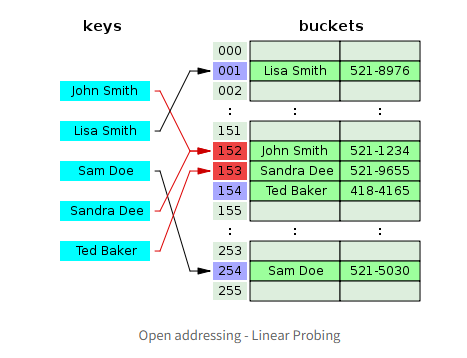 keys buckets
000
001 Lisa Smith 521-8976
John Smith 002
: : :
Lisa Smith 151
152 John Smith 521-1234
Sam Doe 153 Sandra Dee 521-9655
154 Ted Baker 418-4165
Sandra Dee 155
: : :
Ted Baker 253
254 Sam Doe 521-5030
255
Open addressing - Linear Probing